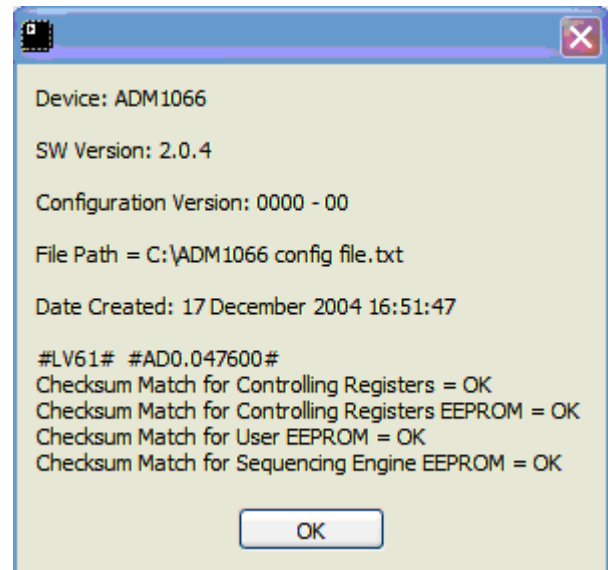 Device: ADM1066
SW Version: 2.0.4
Configuration Version: 0000 - 00
File Path = C:\ADM1066 config file.txt
Date Created: 17 December 2004 16:51:47
#LV61# #AD0.047600#
Checksum Match for Controlling Registers = OK
Checksum Match for Controlling Registers EEPROM = OK
Checksum Match for User EEPROM = OK
Checksum Match for Sequencing Engine EEPROM = OK
OK